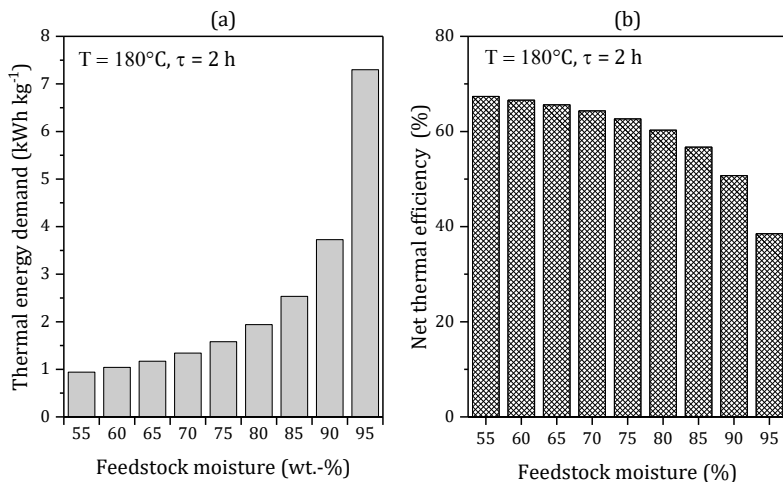 (a)
T = 180°C, τ = 2 h
Thermal energy demand (kWh kg⁻¹)
8
7
6
5
4
3
2
1
0
55 60 65 70 75 80 85 90 95
Feedstock moisture (wt.-%)
(b)
T = 180°C, τ = 2 h
Net thermal efficiency (%)
80
60
40
20
0
55 60 65 70 75 80 85 90 95
Feedstock moisture (%)